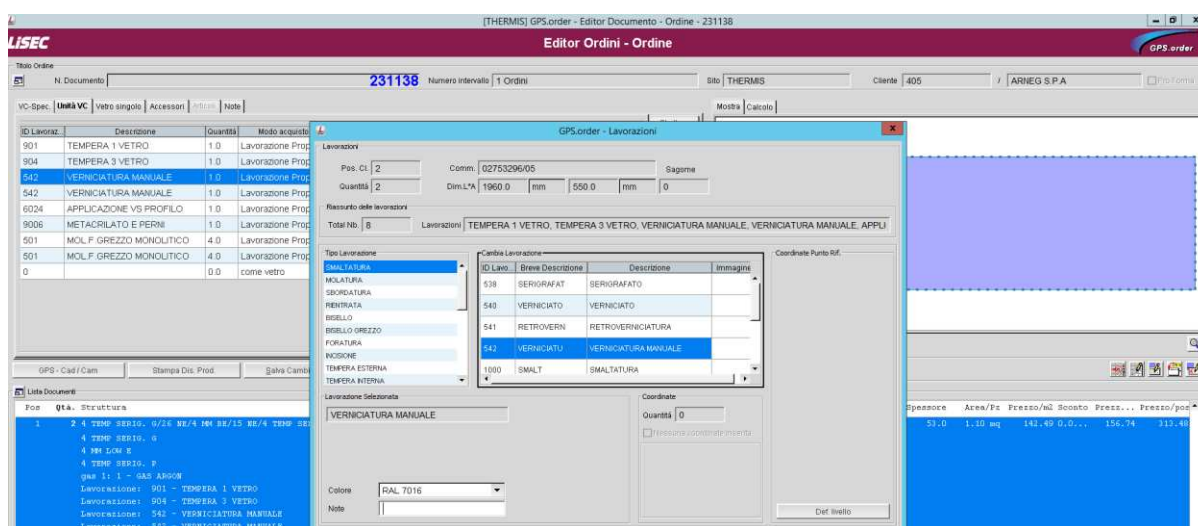 [THERMIS] GPS.order - Editor Documento - Ordine - 231138
LiSEC
Editor Ordini - Ordine
GPS.order
Titolo Ordine
N. Documento 231138 Numero intervallo 1 Ordini Sito THERMIS Cliente 405 / ARNEG S.P.A Pro Forma
VC-Spec. Unità VC Vetro singolo Accessori Articoli Note
Mostra Calcolo
ID Lavoraz. Descrizione Quantità Modo acquisto
901 TEMPERA 1 VETRO 1.0 Lavorazione Prop
904 TEMPERA 3 VETRO 1.0 Lavorazione Prop
542 VERNICIATURA MANUALE 1.0 Lavorazione Prop
542 VERNICIATURA MANUALE 1.0 Lavorazione Prop
6024 APPLICAZIONE VS PROFILO 1.0 Lavorazione Prop
9006 METACRILATO E PERNI 1.0 Lavorazione Prop
501 MOL.F.GREZZO MONOLITICO 4.0 Lavorazione Prop
501 MOL.F.GREZZO MONOLITICO 4.0 Lavorazione Prop
0 0.0 come vetro
GPS.order - Lavorazioni
Lavorazioni
Pos. Cl. 2 Comm. 02753296/05 Sagome
Quantità 2 Dim.L*A 1960.0 mm 550.0 mm 0
Riassunto delle lavorazioni
Total Nb. 8 Lavorazioni TEMPERA 1 VETRO, TEMPERA 3 VETRO, VERNICIATURA MANUALE, VERNICIATURA MANUALE, APPLI
Tipo Lavorazione
SMALTATURA
MOLATURA
SBORDATURA
RIENTRATA
BISELLO
BISELLO GREZZO
FORATURA
INCISIONE
TEMPERA ESTERNA
TEMPERA INTERNA
Cambia Lavorazione
ID Lavo... Breve Descrizione Descrizione Immagine
538 SERIGRAFAT SERIGRAFATO
540 VERNICIATO VERNICIATO
541 RETROVERN RETROVERNICIATURA
542 VERNICIATU VERNICIATURA MANUALE
1000 SMALT SMALTATURA
Coordinate Punto Rif.
Lavorazione Selezionata
VERNICIATURA MANUALE
Coordinate
Quantità 0
Nessuna coordinata inserita
Colore RAL 7016
Note
Def. livello
GPS - Cad / Cam Stampa Dis. Prod. Salva Cambi
Lista Documenti
Pos Qtà. Struttura
Spessore Area/Pz Prezzo/m2 Sconto Prezz... Prezzo/pos
1 2 4 TEMP SERIG. G/26 NE/4 MM BE/15 NE/4 TEMP SE
53.0 1.10 mq 142.49 0.0... 156.74 313.48
4 TEMP SERIG. G
4 MM LOW E
4 TEMP SERIG. P
gas 1: 1 - GAS ARGON
Lavorazione: 901 - TEMPERA 1 VETRO
Lavorazione: 904 - TEMPERA 3 VETRO
Lavorazione: 542 - VERNICIATURA MANUALE